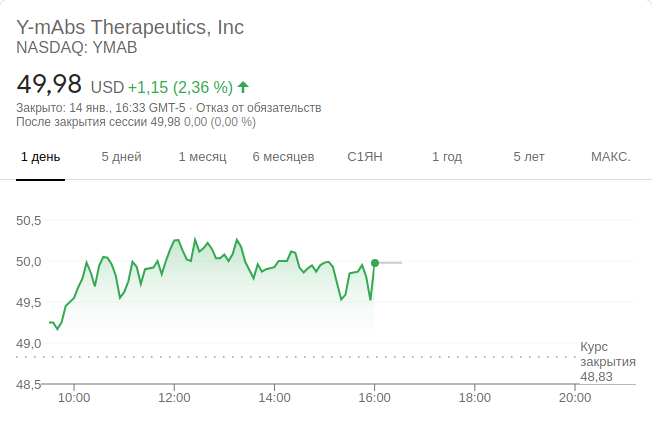 Y-mAbs Therapeutics, Inc
NASDAQ: YMAB
49,98 USD +1,15 (2,36 %)
Закрыто: 14 янв., 16:33 GMT-5 · Отказ от обязательств
После закрытия сессии 49,98 0,00 (0,00 %)
1 день 5 дней 1 месяц 6 месяцев С1ЯН 1 год 5 лет МАКС.
50,5
50,0
49,5
49,0
48,5
Курс
закрытия
48,83
10:00 12:00 14:00 16:00 18:00 20:00